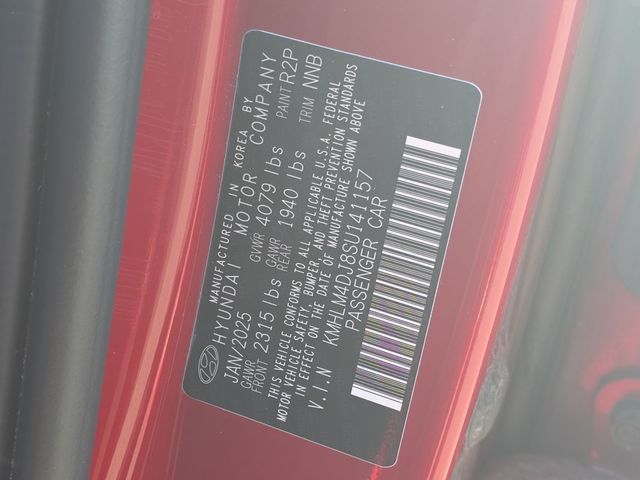 MANUFACTURED IN KOREA BY
HYUNDAI MOTOR COMPANY
JAN/2025 GVWR 4079 lbs PAINT R2P
GAWR FRONT 2315 lbs GAWR REAR 1940 lbs TRIM NNB
THIS VEHICLE CONFORMS TO ALL APPLICABLE U.S.A. FEDERAL
MOTOR VEHICLE SAFETY, BUMPER, AND THEFT PREVENTION STANDARDS
IN EFFECT ON THE DATE OF MANUFACTURE SHOWN ABOVE
V.I.N KMHLM4DJ8SU141157
PASSENGER CAR